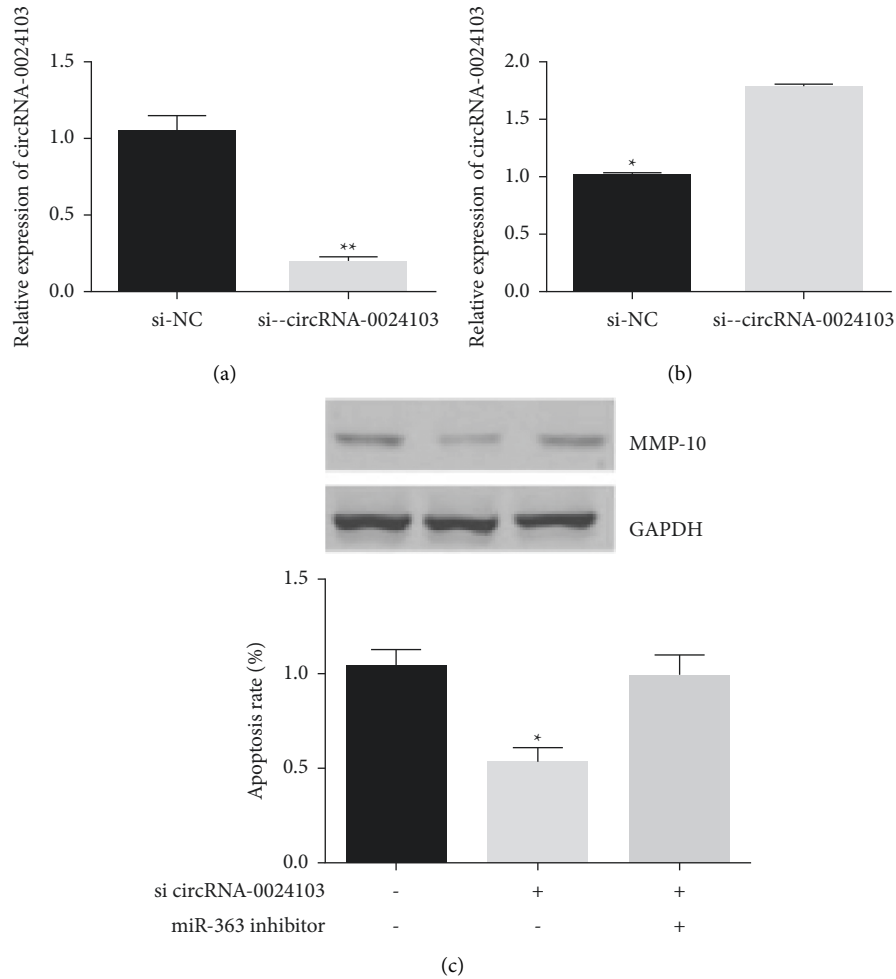 Relative expression of circRNA-0024103
1.5
1.0
0.5
0.0
**
si-NC
si--circRNA-0024103
(a)
Relative expression of circRNA-0024103
2.0
1.5
1.0
0.5
0.0
*
si-NC
si--circRNA-0024103
(b)
MMP-10
GAPDH
Apoptosis rate (%)
1.5
1.0
0.5
0.0
*
si circRNA-0024103 - + +
miR-363 inhibitor - - +
(c)